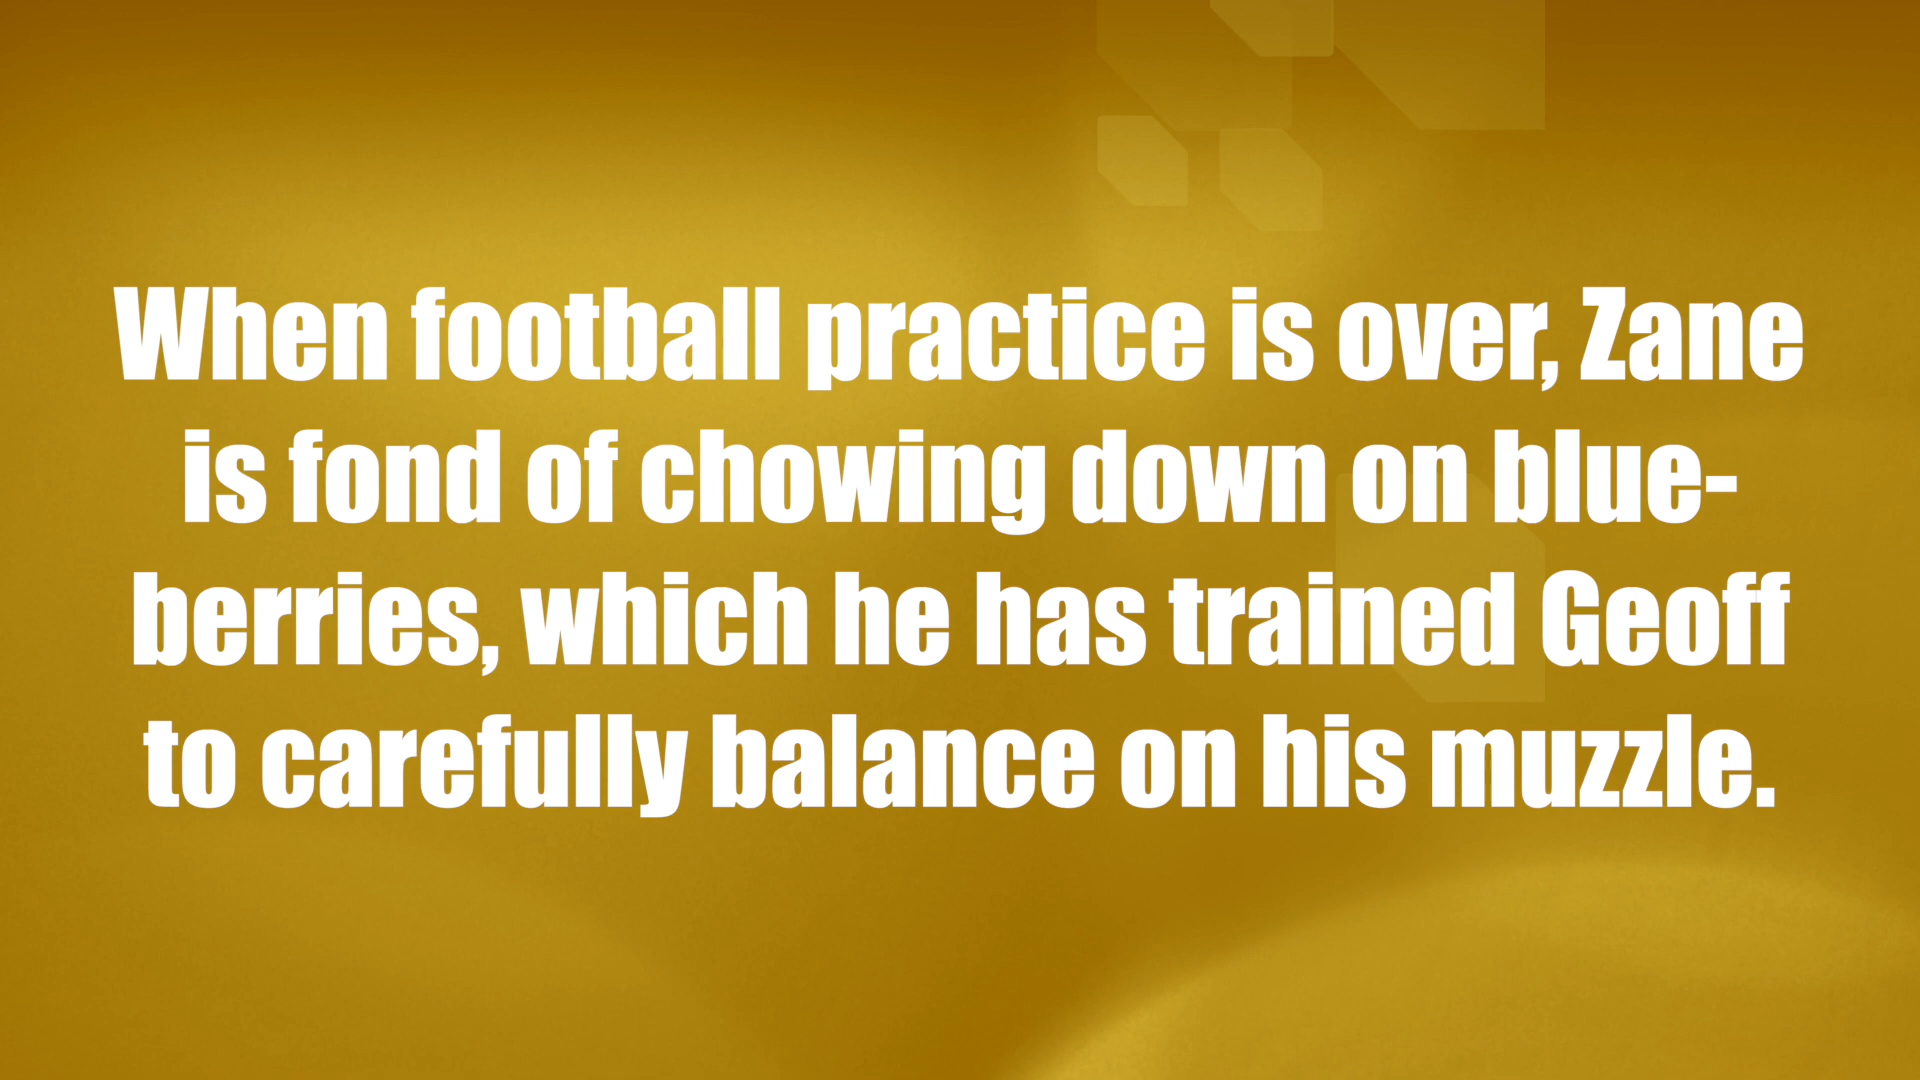 When football practice is over, Zane
is fond of chowing down on blue-
berries, which he has trained Geoff
to carefully balance on his muzzle.